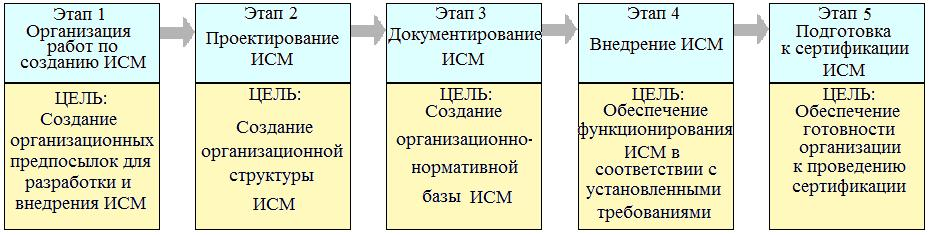 Этап 1
Организация
работ по
созданию ИСМ
ЦЕЛЬ:
Создание
организационных
предпосылок для
разработки и
внедрения ИСМ
Этап 2
Проектирование
ИСМ
ЦЕЛЬ:
Создание
организационной
структуры
ИСМ
Этап 3
Документирование
ИСМ
ЦЕЛЬ:
Создание
организационно-
нормативной
базы ИСМ
Этап 4
Внедрение ИСМ
ЦЕЛЬ:
Обеспечение
функционирования
ИСМ в
соответствии с
установленными
требованиями
Этап 5
Подготовка
к сертификации
ИСМ
ЦЕЛЬ:
Обеспечение
готовности
организации
к проведению
сертификации